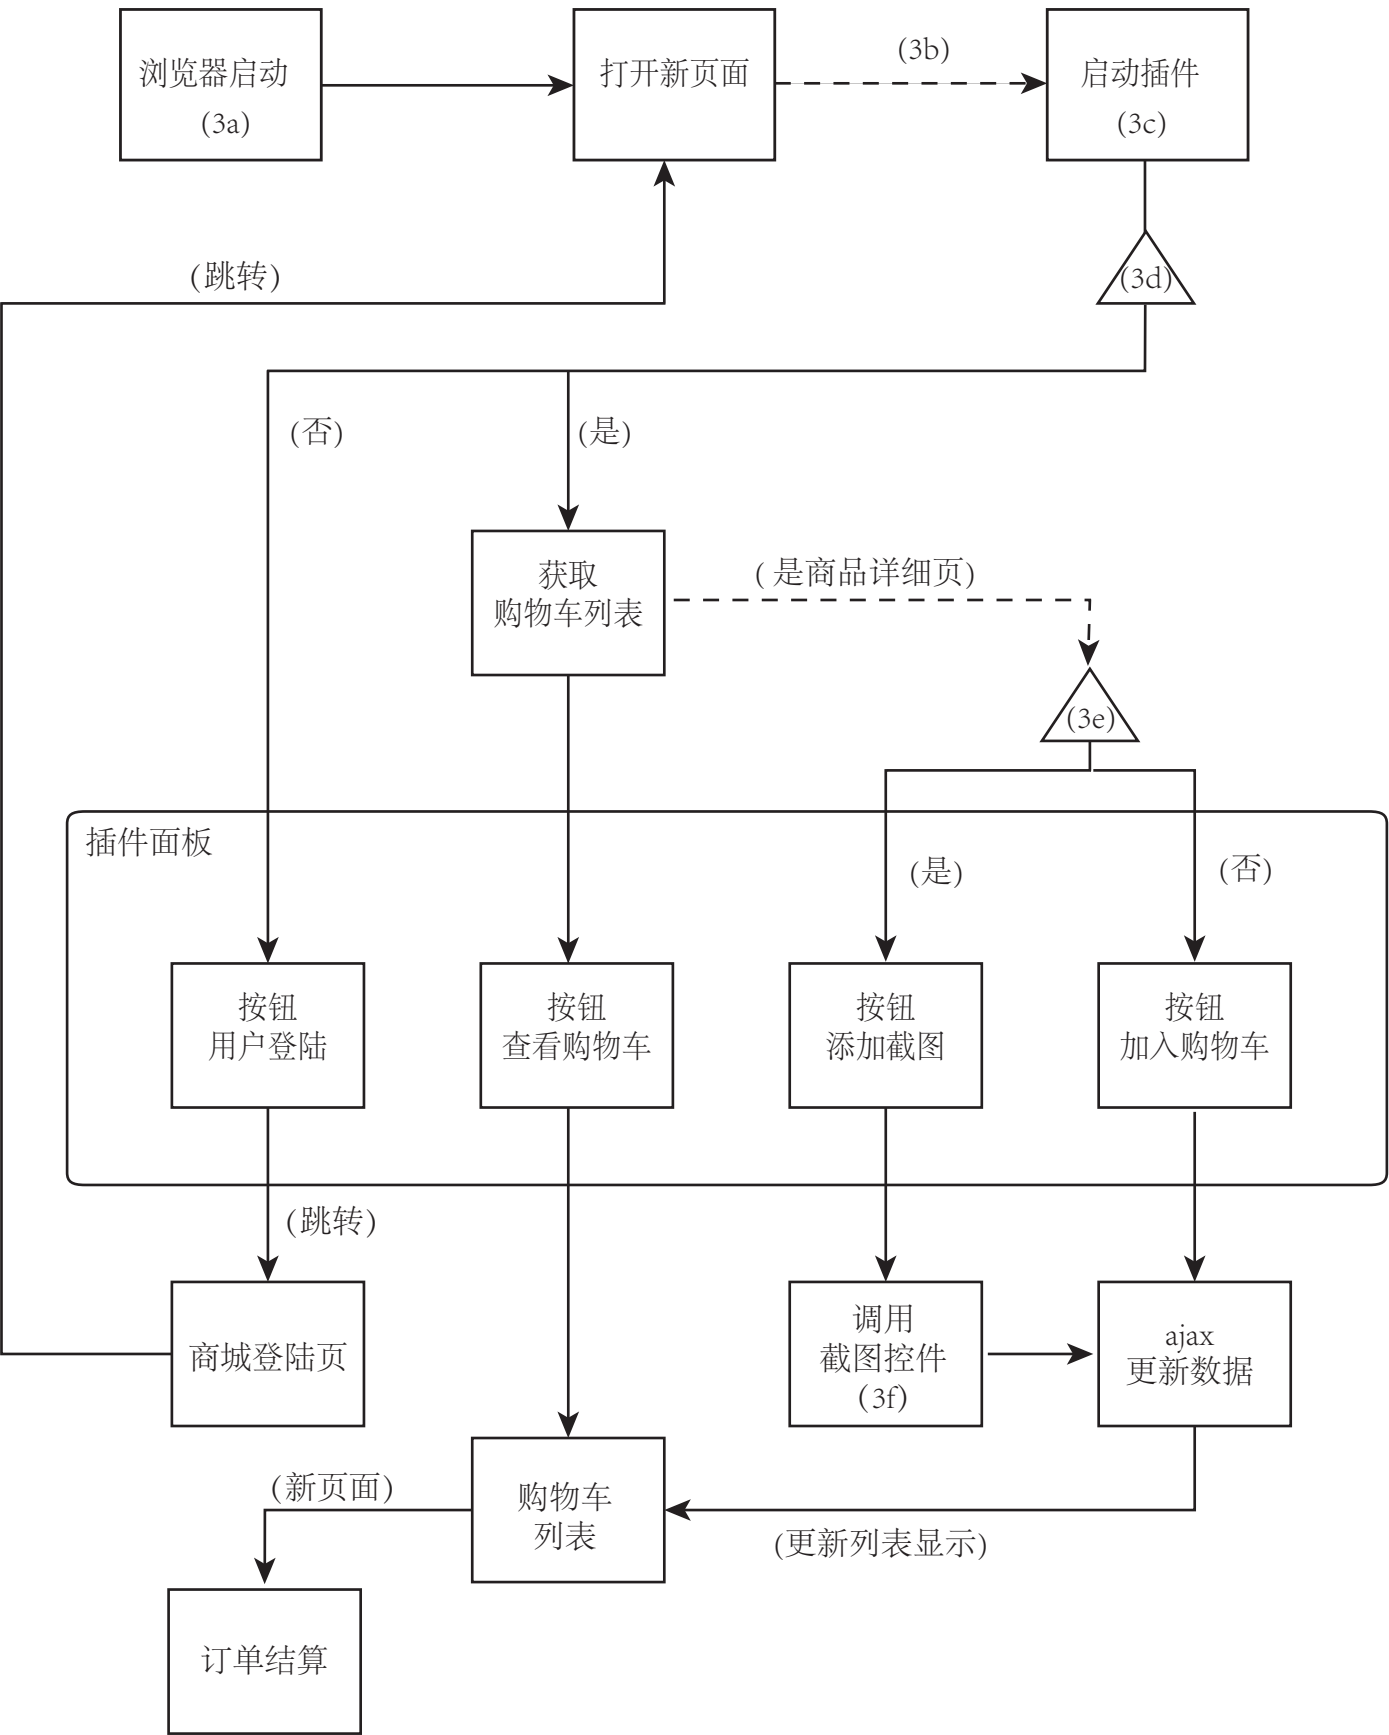 浏览器启动
(3a)
打开新页面
(3b)
启动插件
(3c)
(跳转)
(3d)
(否)
(是)
获取
购物车列表
(是商品详细页)
(3e)
插件面板
(是)
(否)
按钮
用户登陆
按钮
查看购物车
按钮
添加截图
按钮
加入购物车
(跳转)
商城登陆页
调用
截图控件
(3f)
ajax
更新数据
(新页面)
购物车
列表
(更新列表显示)
订单结算